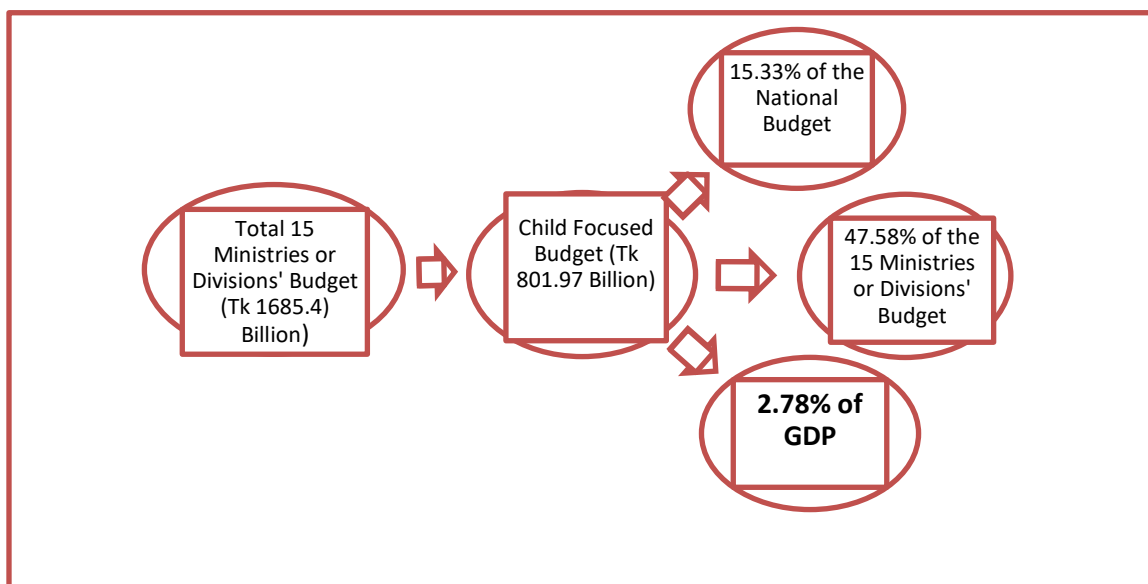 Total 15
Ministries or
Divisions' Budget
(Tk 1685.4)
Billion)
Child Focused
Budget (Tk
801.97 Billion)
15.33% of the
National
Budget
47.58% of the
15 Ministries
or Divisions'
Budget
2.78% of
GDP